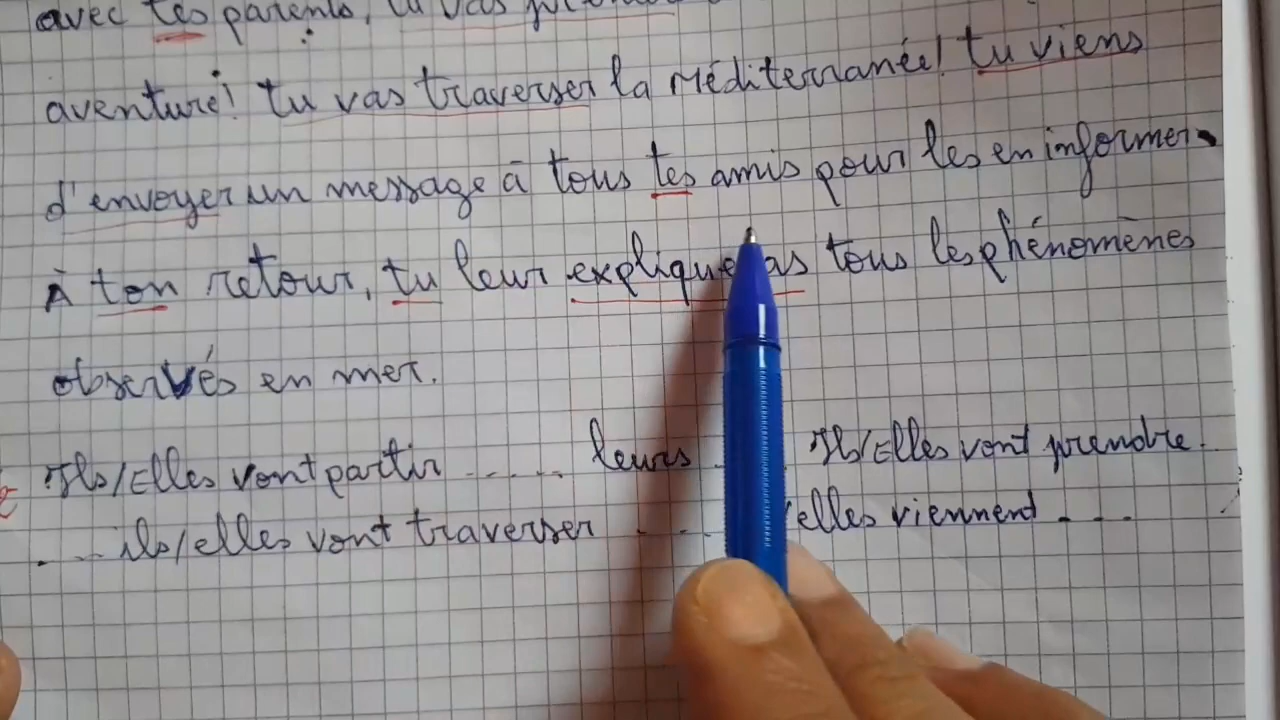 avec tes parents, tu vas
aventure! tu vas traverser la Méditerranée! tu viens
d'envoyer un message à tous tes amis pour les en informer.
À ton retour, tu leur expliqueras tous les phénomènes
observés en mer.
Ils/Elles vont partir ...... leurs . Ils/Elles vont prendre.
.... ils/elles vont traverser ... /elles viennent ....